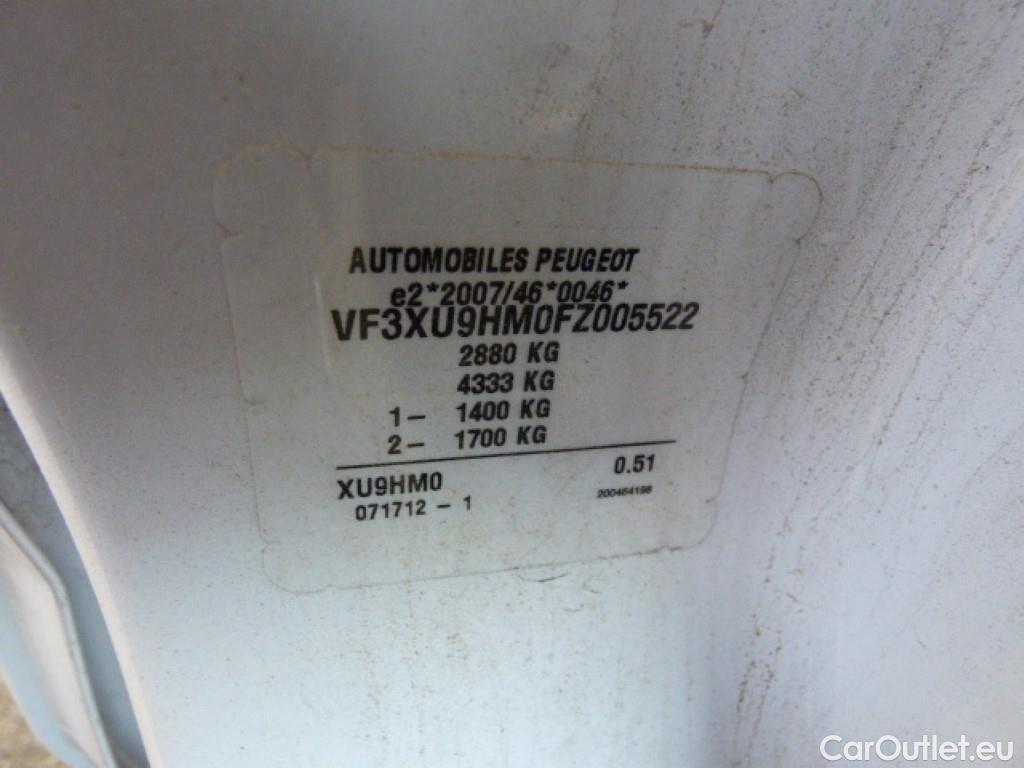 AUTOMOBILES PEUGEOT
e2*2007/46*0046*
VF3XU9HM0FZ005522
2880 KG
4333 KG
1- 1400 KG
2- 1700 KG
XU9HM0 0.51
071712 - 1 200464198
CarOutlet.eu